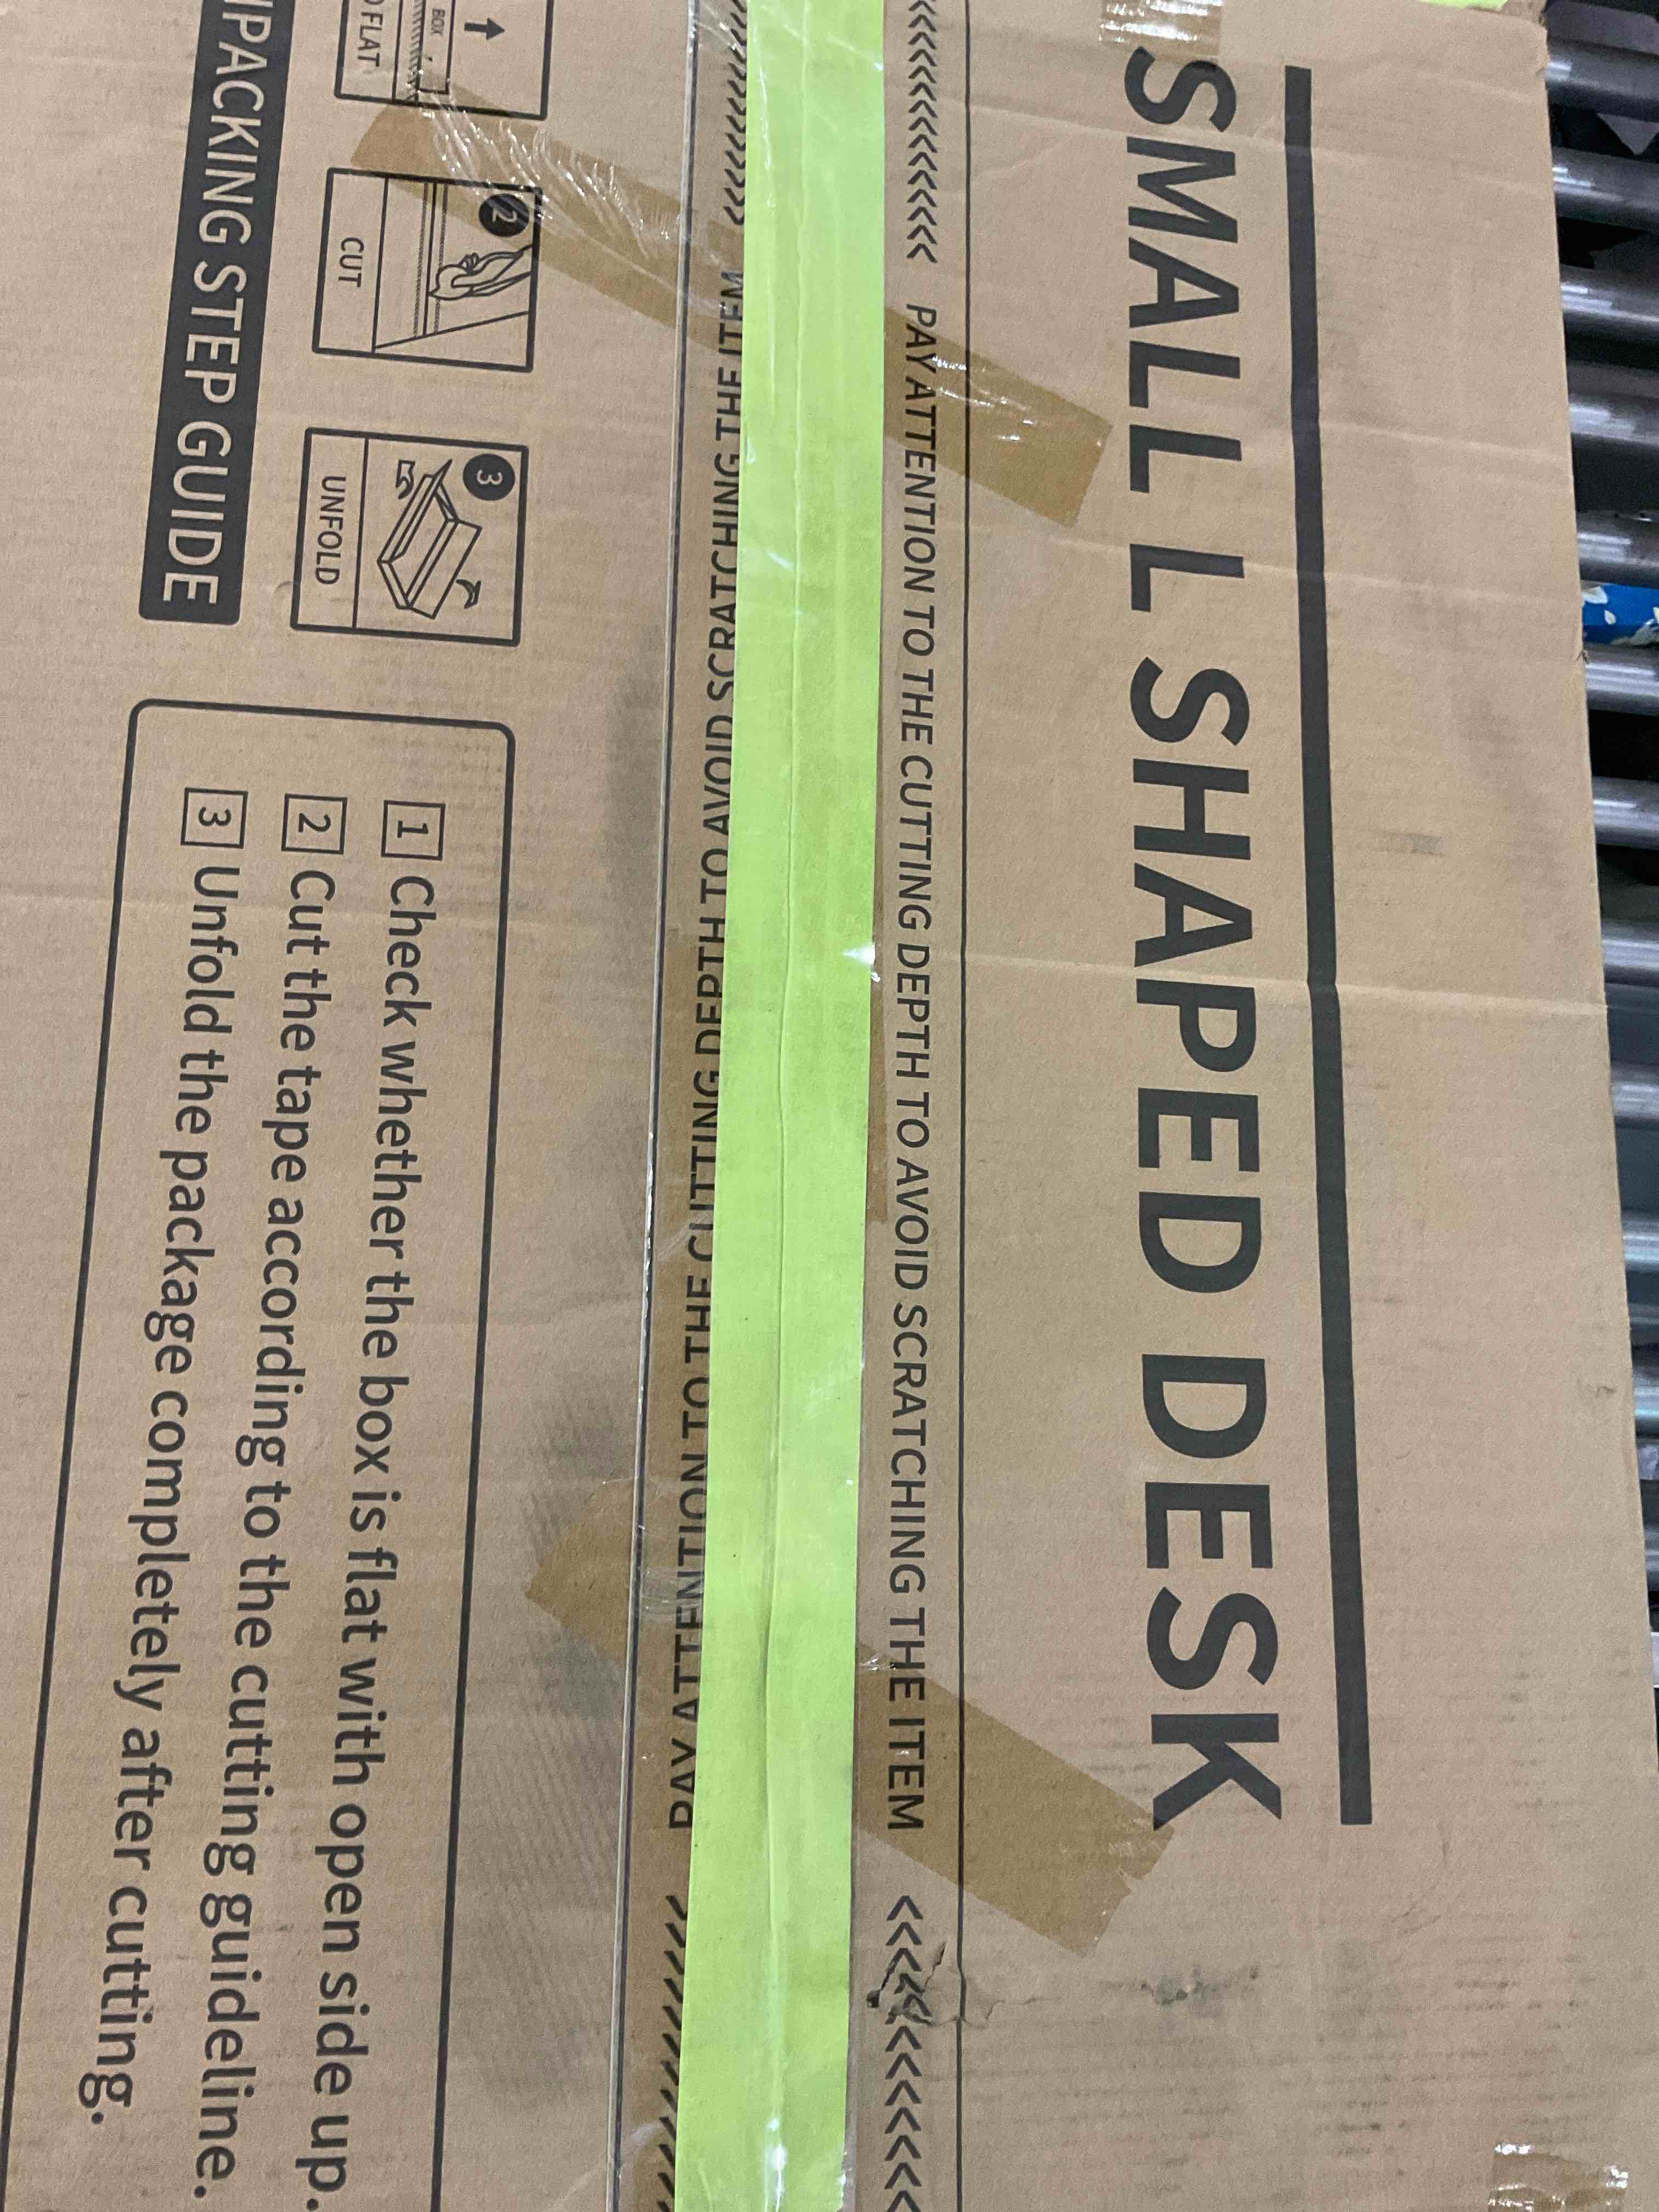 SMALL L SHAPED DESK
<<<<<<<<<<<<< PAY ATTENTION TO THE CUTTING DEPTH TO AVOID SCRATCHING THE ITEM <<<<<<<<<<<<<
PAY ATTENTION TO THE CUTTING DEPTH TO AVOID SCRATCHING THE ITEM
BOX
FLAT
2
CUT
3
UNFOLD
PACKING STEP GUIDE
1 Check whether the box is flat with open side up.
2 Cut the tape according to the cutting guideline.
3 Unfold the package completely after cutting.